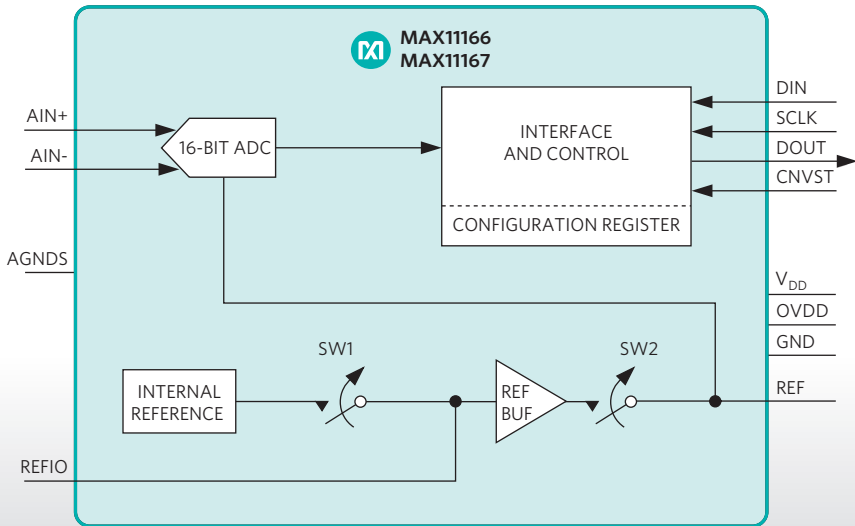 MAX11166
MAX11167
AIN+
AIN-
16-BIT ADC
INTERFACE
AND CONTROL
CONFIGURATION REGISTER
DIN
SCLK
DOUT
CNVST
AGNDS
VDD
OVDD
GND
SW1
SW2
INTERNAL
REFERENCE
REF
BUF
REF
REFIO